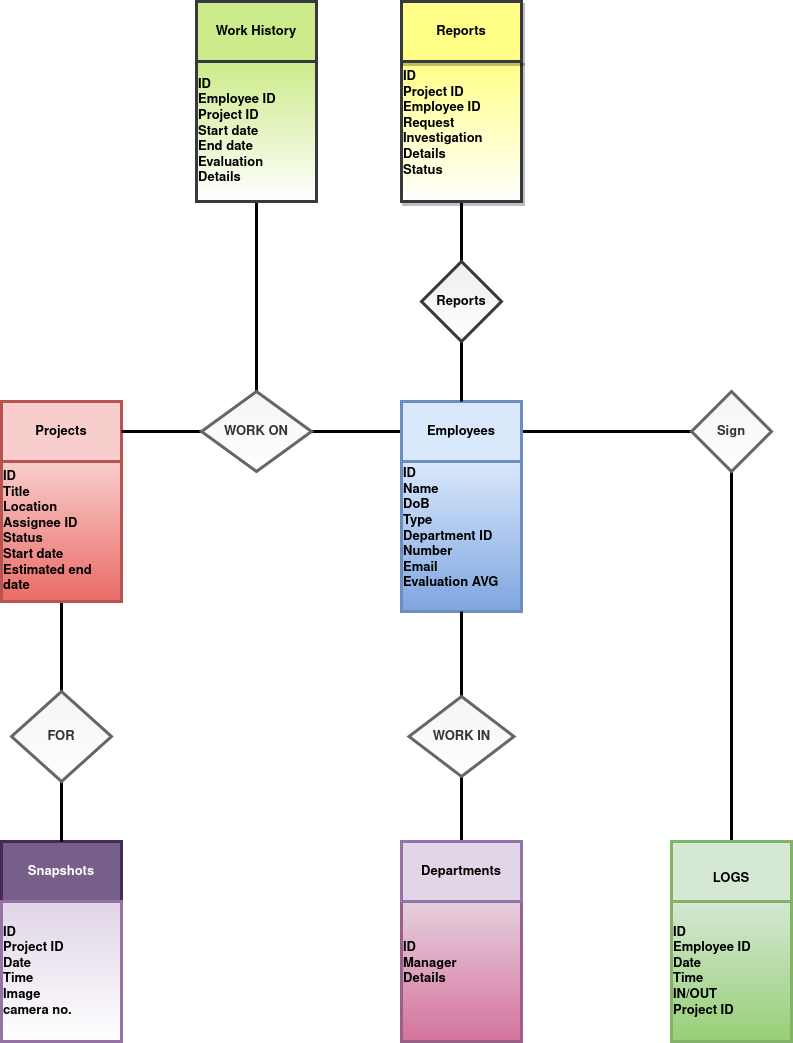 Work History
ID
Employee ID
Project ID
Start date
End date
Evaluation
Details
Reports
ID
Project ID
Employee ID
Request
Investigation
Details
Status
Reports
Projects
ID
Title
Location
Assignee ID
Status
Start date
Estimated end
date
WORK ON
Employees
ID
Name
DoB
Type
Department ID
Number
Email
Evaluation AVG
Sign
FOR
WORK IN
Snapshots
ID
Project ID
Date
Time
Image
camera no.
Departments
ID
Manager
Details
LOGS
ID
Employee ID
Date
Time
IN/OUT
Project ID